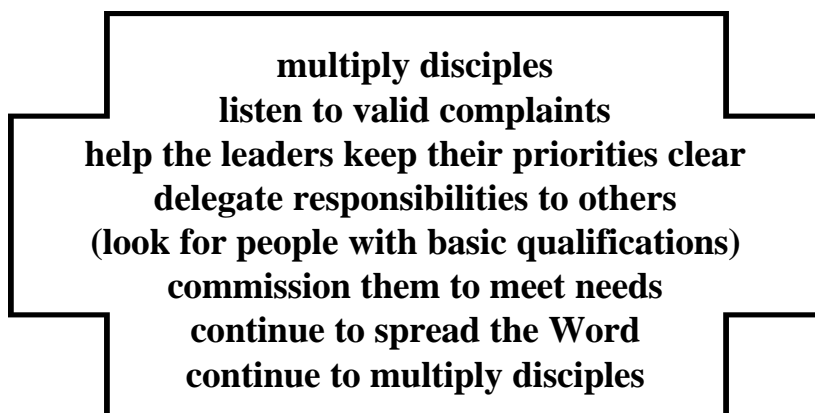 multiply disciples
listen to valid complaints
help the leaders keep their priorities clear
delegate responsibilities to others
(look for people with basic qualifications)
commission them to meet needs
continue to spread the Word
continue to multiply disciples